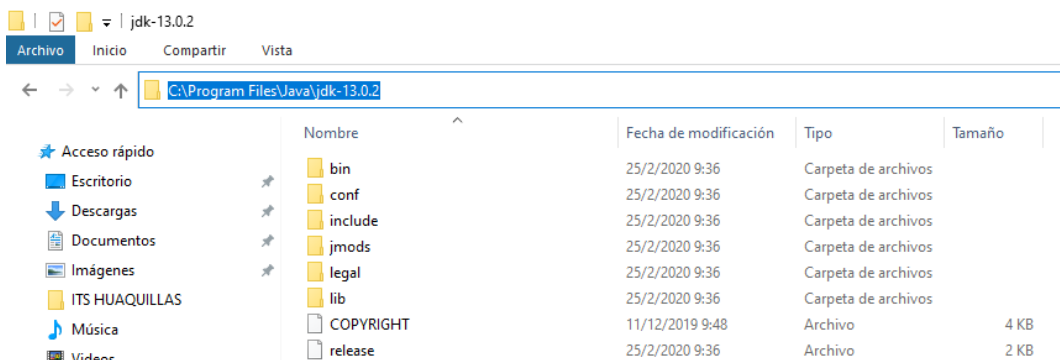 jdk-13.0.2
Archivo Inicio Compartir Vista
C:\Program Files\Java\jdk-13.0.2
Nombre Fecha de modificación Tipo Tamaño
Acceso rápido
Escritorio
Descargas
Documentos
Imágenes
ITS HUAQUILLAS
Música
Videos
bin 25/2/2020 9:36 Carpeta de archivos
conf 25/2/2020 9:36 Carpeta de archivos
include 25/2/2020 9:36 Carpeta de archivos
jmods 25/2/2020 9:36 Carpeta de archivos
legal 25/2/2020 9:36 Carpeta de archivos
lib 25/2/2020 9:36 Carpeta de archivos
COPYRIGHT 11/12/2019 9:48 Archivo 4 KB
release 25/2/2020 9:36 Archivo 2 KB